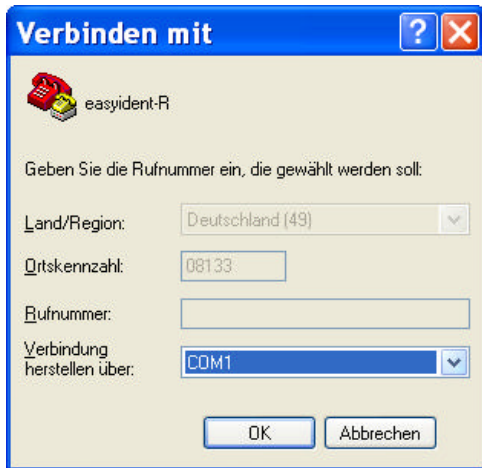 Verbinden mit
easyident-R
Geben Sie die Rufnummer ein, die gewählt werden soll:
Land/Region: Deutschland (49)
Ortskennzahl: 08133
Rufnummer:
Verbindung
herstellen über: COM1
OK Abbrechen